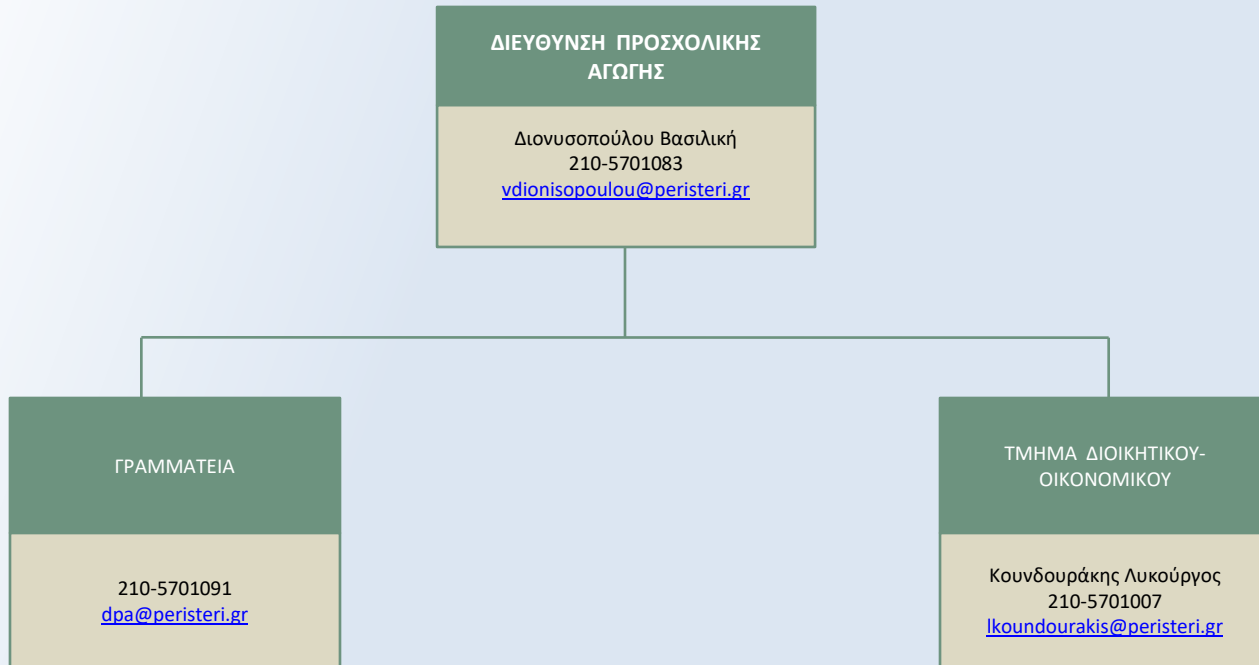 ΔΙΕΥΘΥΝΣΗ ΠΡΟΣΧΟΛΙΚΗΣ
ΑΓΩΓΗΣ
Διονυσοπούλου Βασιλική
210-5701083
vdionisopoulou@peristeri.gr
ΓΡΑΜΜΑΤΕΙΑ
210-5701091
dpa@peristeri.gr
ΤΜΗΜΑ ΔΙΟΙΚΗΤΙΚΟΥ-
ΟΙΚΟΝΟΜΙΚΟΥ
Κουνδουράκης Λυκούργος
210-5701007
lkoundourakis@peristeri.gr